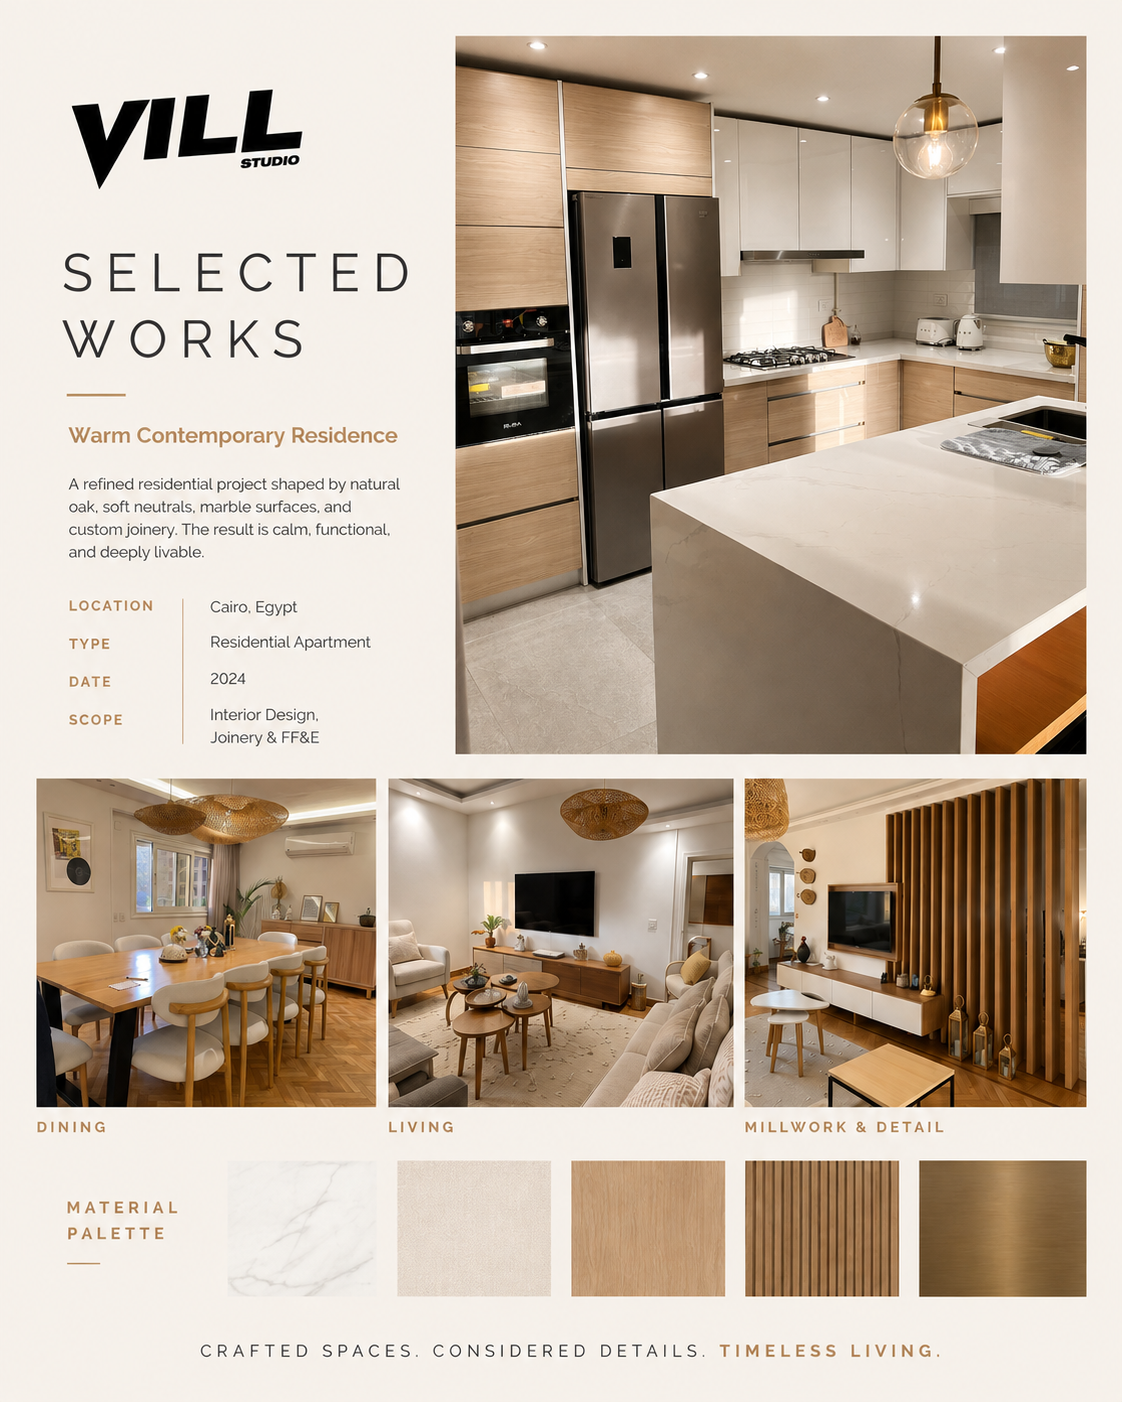 VILL
STUDIO
SELECTED
WORKS
Warm Contemporary Residence
A refined residential project shaped by natural
oak, soft neutrals, marble surfaces, and
custom joinery. The result is calm, functional,
and deeply livable.
LOCATION Cairo, Egypt
TYPE Residential Apartment
DATE 2024
SCOPE Interior Design,
Joinery & FF&E
DINING
LIVING
MILLWORK & DETAIL
MATERIAL
PALETTE
CRAFTED SPACES. CONSIDERED DETAILS. TIMELESS LIVING.